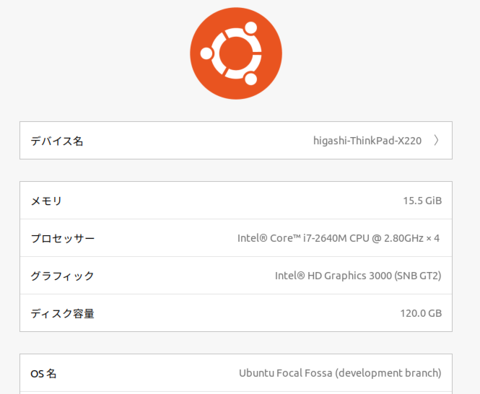 デバイス名 higashi-ThinkPad-X220
メモリ 15.5 GiB
プロセッサー Intel® Core™ i7-2640M CPU @ 2.80GHz × 4
グラフィック Intel® HD Graphics 3000 (SNB GT2)
ディスク容量 120.0 GB
OS 名 Ubuntu Focal Fossa (development branch)